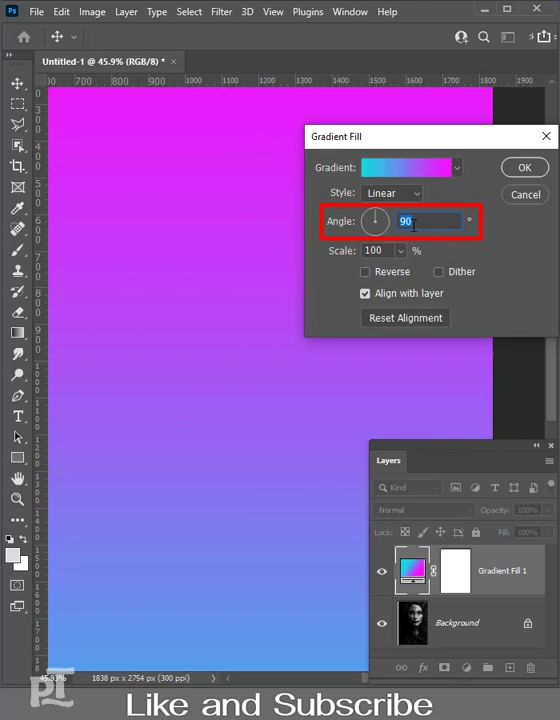 Ps File Edit Image Layer Type Select Filter 3D View Plugins Window Help
Untitled-1 @ 45.9% (RGB/8) *
600 700 800 900 1000 1100 1200 1300 1400 1500 1600 1700 1800 1900
Gradient Fill
Gradient:
OK
Style: Linear
Cancel
Angle: 90 °
Scale: 100 %
Reverse Dither
Align with layer
Reset Alignment
Layers
Kind
Normal Opacity: 100%
Lock: Fill: 100%
Gradient Fill 1
Background
45.93% 1838 px x 2754 px (300 ppi)
Like and Subscribe